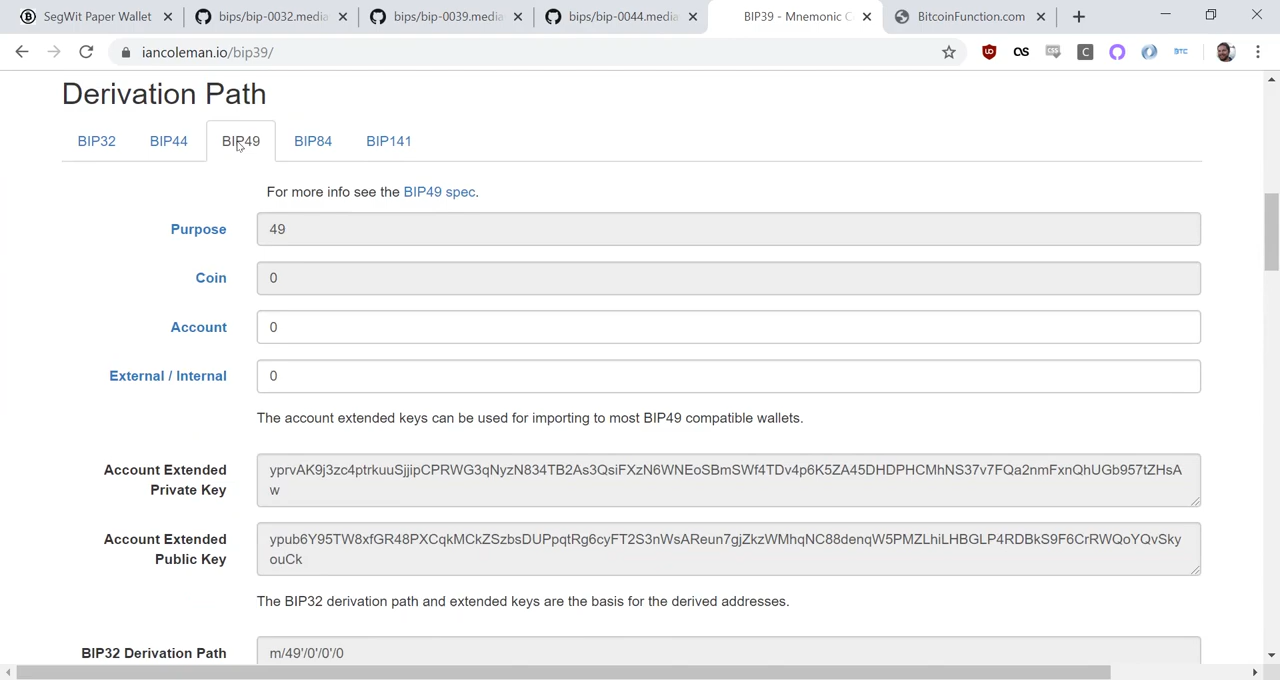 SegWit Paper Wallet
bips/bip-0032.media
bips/bip-0039.media
bips/bip-0044.media
BIP39 - Mnemonic C
BitcoinFunction.com
iancoleman.io/bip39/
Derivation Path
BIP32
BIP44
BIP49
BIP84
BIP141
For more info see the BIP49 spec.
Purpose
49
Coin
0
Account
0
External / Internal
0
The account extended keys can be used for importing to most BIP49 compatible wallets.
Account Extended
Private Key
yprvAK9j3zc4ptrkuuSjjipCPRWG3qNyzN834TB2As3QsiFXzN6WNEoSBmSWf4TDv4p6K5ZA45DHDPHCMhNS37v7FQa2nmFxnQhUGb957tZHsA
w
Account Extended
Public Key
ypub6Y95TW8xfGR48PXCqkMCkZSzbsDUPpqtRg6cyFT2S3nWsAReun7gjZkzWMhqNC88denqW5PMZLhiLHBGLP4RDBkS9F6CrRWQoYQvSky
ouCk
The BIP32 derivation path and extended keys are the basis for the derived addresses.
BIP32 Derivation Path
m/49'/0'/0'/0